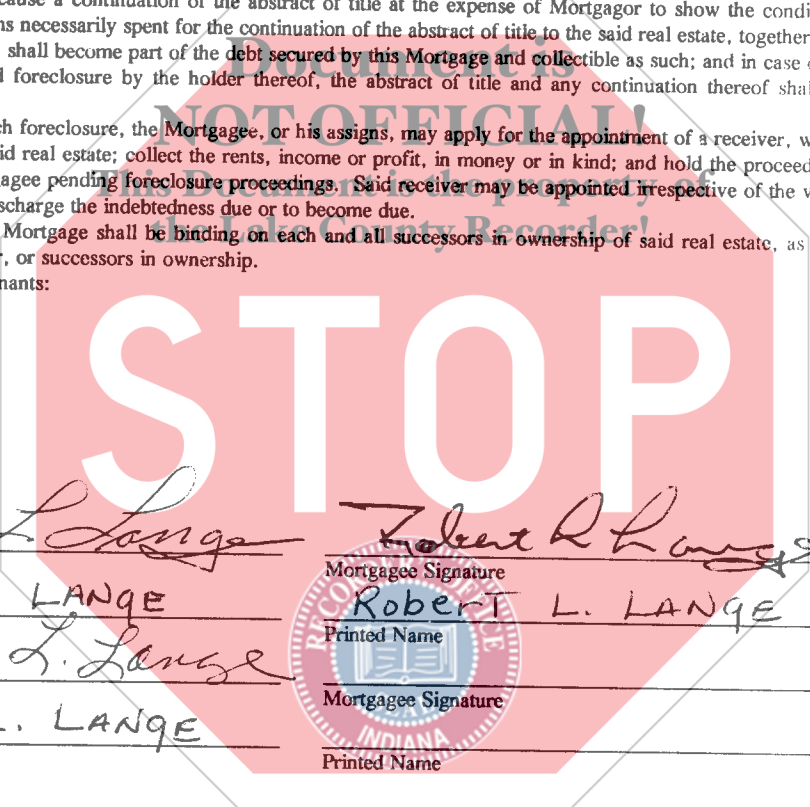 ause a continuation of the abstract of title at the expense of Mortgagor to show the condi
ns necessarily spent for the continuation of the abstract of title to the said real estate, together
shall become part of the debt secured by this Mortgage and collectible as such; and in case
d foreclosure by the holder thereof, the abstract of title and any continuation thereof shal
Document is
NOT OFFICIAL!
h foreclosure, the Mortgagee, or his assigns, may apply for the appointment of a receiver, w
id real estate; collect the rents, income or profit, in money or in kind; and hold the proceed
agee pending foreclosure proceedings. Said receiver may be appointed irrespective of the v
This Document is the property of
scharge the indebtedness due or to become due.
the Lake County Recorder!
Mortgage shall be binding on each and all successors in ownership of said real estate, as
, or successors in ownership.
nants:
STOP
L. Lange
Mortgagee Signature
LANGE
Robert L. LANGE
Printed Name
L. Lange
Mortgagee Signature
L. LANGE
Printed Name
RECORDER'S OFFICE
SEAL
INDIANA